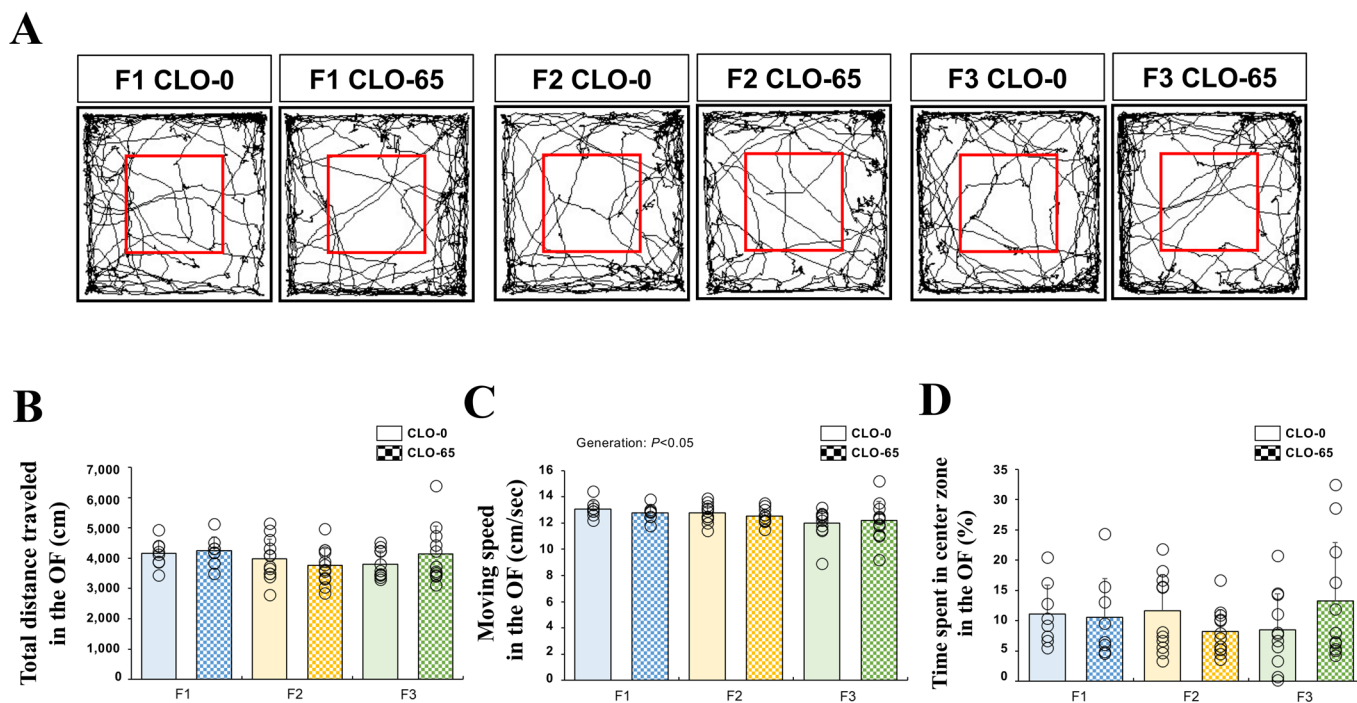 A
F1 CLO-0
F1 CLO-65
F2 CLO-0
F2 CLO-65
F3 CLO-0
F3 CLO-65
B
Total distance traveled
in the OF (cm)
CLO-0
CLO-65
7,000
6,000
5,000
4,000
3,000
2,000
1,000
0
F1
F2
F3
C
Moving speed
in the OF (cm/sec)
Generation: P<0.05
CLO-0
CLO-65
16
14
12
10
8
6
4
2
0
F1
F2
F3
D
Time spent in center zone
in the OF (%)
CLO-0
CLO-65
35
30
25
20
15
10
5
0
F1
F2
F3